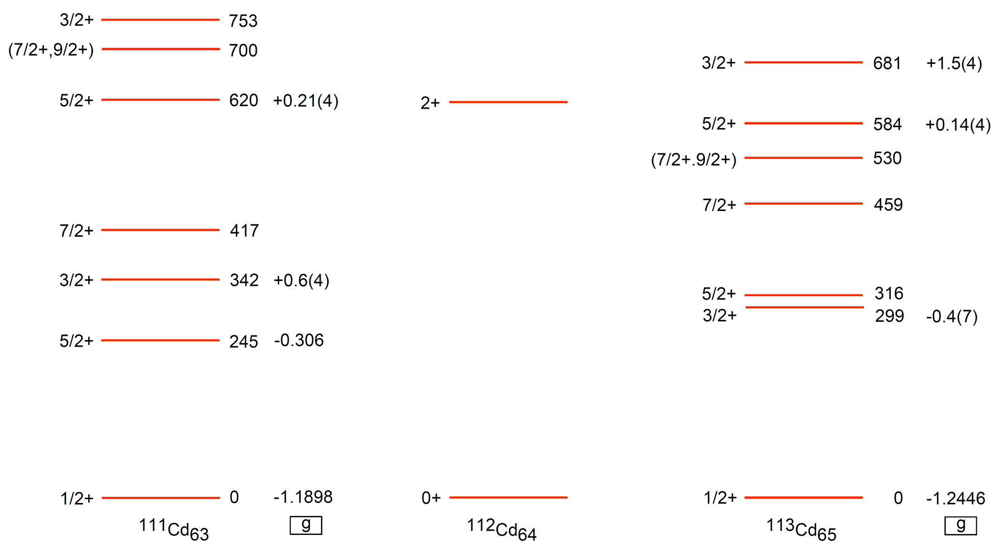 3/2+ 753
(7/2+,9/2+) 700
5/2+ 620 +0.21(4)
7/2+ 417
3/2+ 342 +0.6(4)
5/2+ 245 -0.306
1/2+ 0 -1.1898
111Cd63 g
2+
0+
112Cd64
3/2+ 681 +1.5(4)
5/2+ 584 +0.14(4)
(7/2+.9/2+) 530
7/2+ 459
5/2+ 316
3/2+ 299 -0.4(7)
1/2+ 0 -1.2446
113Cd65 g